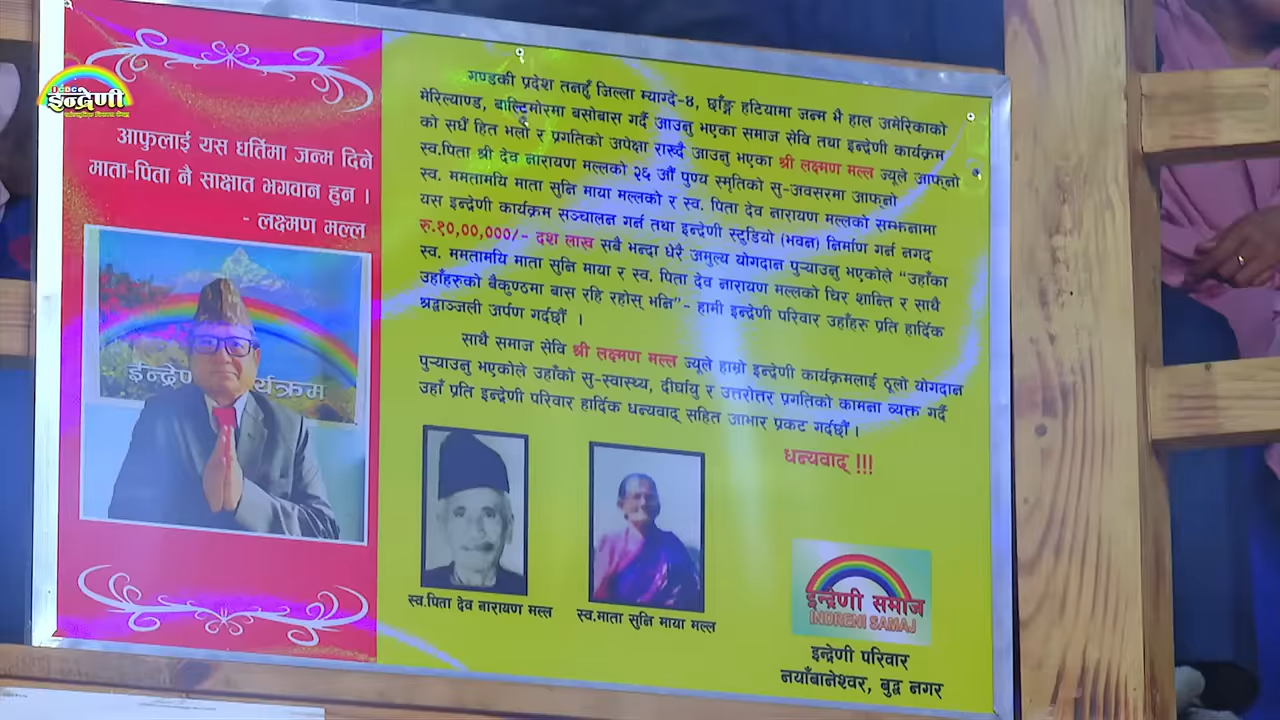 ICDC
इन्द्रेणी
आफुलाई यस धर्तिमा जन्म दिने
माता-पिता नै साक्षात भगवान हुन ।
- लक्ष्मण मल्ल
ईन्द्रेण र्यक्रम
गण्डकी प्रदेश तनहुँ जिल्ला म्याग्दे-४, छाँङ्ग हटियामा जन्म भै हाल अमेरिकाको
मेरिल्याण्ड, बाल्टिमोरमा बसोबास गर्दै आउनु भएका समाज सेवि तथा इन्द्रेणी कार्यक्रम
को सधैं हित भलो र प्रगतिको अपेक्षा राख्दै आउनु भएका श्री लक्ष्मण मल्ल ज्यूले आफ्नो
स्व.पिता श्री देव नारायण मल्लको २६ औं पुण्य स्मृतिको सु-अवसरमा आफ्नो
स्व. ममतामयि माता सुनि माया मल्लको र स्व. पिता देव नारायण मल्लको सम्झनामा
यस इन्द्रेणी कार्यक्रम सञ्चालन गर्न तथा इन्द्रेणी स्टुडियो (भवन) निर्माण गर्न नगद
रु.१०,००,०००/- दश लाख सबै भन्दा धेरै अमुल्य योगदान पुऱ्याउनु भएकोले “उहाँका
स्व. ममतामयि माता सुनि माया र स्व. पिता देव नारायण मल्लको चिर शान्ति र साथै
उहाँहरुको बैकुण्ठमा बास रहि रहोस् भनि”- हामी इन्द्रेणी परिवार उहाँहरु प्रति हार्दिक
श्रद्धाञ्जली अर्पण गर्दछौं ।
साथै समाज सेवि श्री लक्ष्मण मल्ल ज्यूले हाम्रो इन्द्रेणी कार्यक्रमलाई ठूलो योगदान
पुऱ्याउनु भएकोले उहाँको सु-स्वास्थ्य, दीर्घायु र उत्तरोत्तर प्रगतिको कामना व्यक्त गर्दै
उहाँ प्रति इन्द्रेणी परिवार हार्दिक धन्यवाद् सहित आभार प्रकट गर्दछौं ।
धन्यवाद् !!!
स्व.पिता देव नारायण मल्ल
स्व.माता सुनि माया मल्ल
इन्द्रेणी समाज
INDRENI SAMAJ
इन्द्रेणी परिवार
नयाँबानेश्वर, बुद्ध नगर